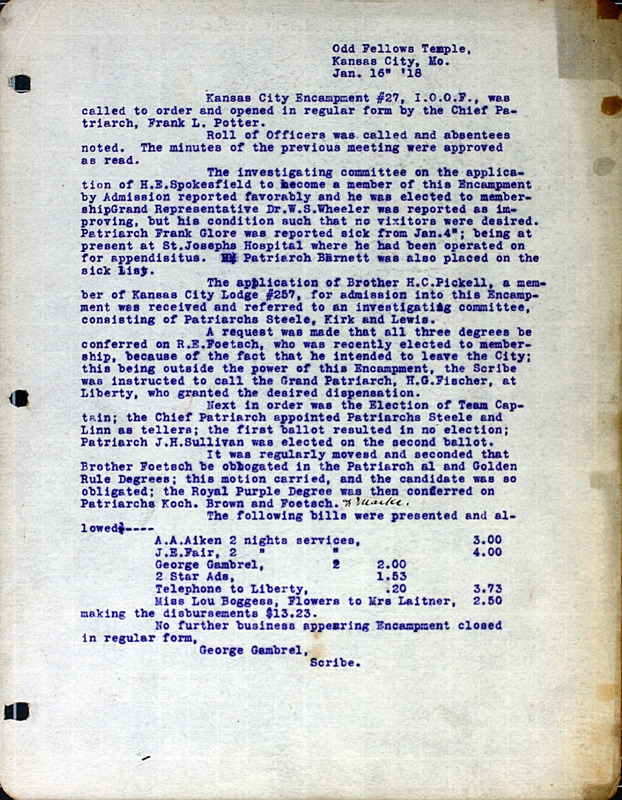 Odd Fellows Temple,
Kansas City, Mo.
Jan. 16" '18
Kansas City Encampment #27, I.O.O.F., was
called to order and opened in regular form by the Chief Pa-
triarch, Frank L. Potter.
Roll of Officers was called and absentees
noted. The minutes of the previous meeting were approved
as read.
The investigating committee on the applica-
tion of H.E.Spokesfield to become a member of this Encampment
by Admission reported favorably and he was elected to member-
shipGrand Representative Dr.W.S.Wheeler was reported as im-
proving, but his condition such that no vixitors were desired.
Patriarch Frank Glore was reported sick from Jan.4"; being at
present at St.Josephs Hospital where he had been operated on
for appendisitus. Patriarch Barnett was also placed on the
sick List.
The application of Brother H.C.Pickell, a mem-
ber of Kansas City Lodge #257, for admission into this Encamp-
ment was received and referred to an investigating committee,
consisting of Patriarchs Steele, Kirk and Lewis.
A request was made that all three degrees be
conferred on R.E.Foetsch, who was recently elected to member-
ship, because of the fact that he intended to leave the City;
this being outside the power of this Encampment, the Scribe
was instructed to call the Grand Patriarch, H.G.Fischer, at
Liberty, who granted the desired dispensation.
Next in order was the Election of Team Cap-
tain; the Chief Patriarch appointed Patriarchs Steele and
Linn as tellers; the first ballot resulted in no election;
Patriarch J.H.Sullivan was elected on the second ballot.
It was regularly movesd and seconded that
Brother Foetsch be obbogated in the Patriarch al and Golden
Rule Degrees; this motion carried, and the candidate was so
obligated; the Royal Purple Degree was then conferred on
Patriarchs Koch. Brown and Foetsch.
The following bills were presented and al-
lowed;----
A.A.Aiken 2 nights services, 3.00
J.E.Fair, 2 " " 4.00
George Gambrel, 2 2.00
2 Star Ads, 1.53
Telephone to Liberty, .20 3.73
Miss Lou Boggess, Flowers to Mrs Laitner, 2.50
making the disbursements $13.23.
No further business appearing Encampment closed
in regular form,
George Gambrel,
Scribe.